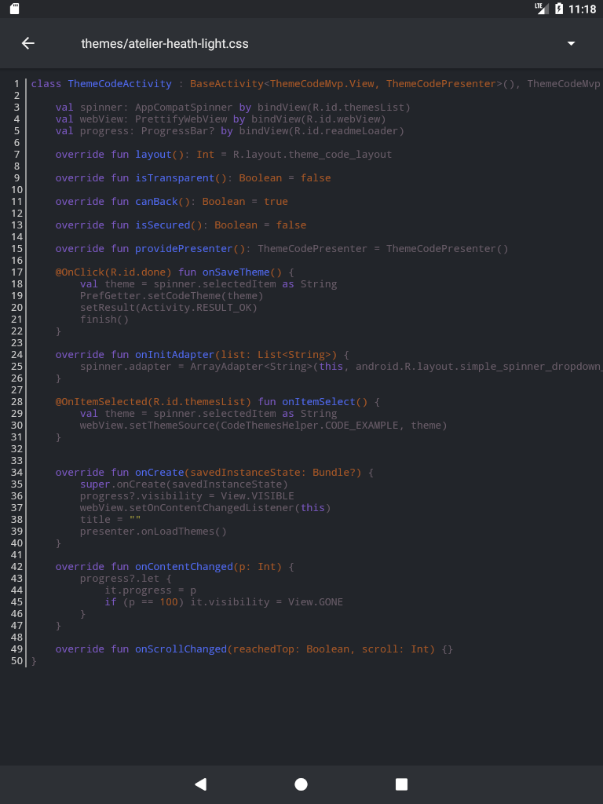 LTE 11:18
themes/atelier-heath-light.css
1 class ThemeCodeActivity : BaseActivity<ThemeCodeMvp.View, ThemeCodePresenter>(), ThemeCodeMvp
2
3 val spinner: AppCompatSpinner by bindView(R.id.themesList)
4 val webView: PrettifyWebView by bindView(R.id.webView)
5 val progress: ProgressBar? by bindView(R.id.readmeLoader)
6
7 override fun layout(): Int = R.layout.theme_code_layout
8
9 override fun isTransparent(): Boolean = false
10
11 override fun canBack(): Boolean = true
12
13 override fun isSecured(): Boolean = false
14
15 override fun providePresenter(): ThemeCodePresenter = ThemeCodePresenter()
16
17 @OnClick(R.id.done) fun onSaveTheme() {
18 val theme = spinner.selectedItem as String
19 PrefGetter.setCodeTheme(theme)
20 setResult(Activity.RESULT_OK)
21 finish()
22 }
23
24 override fun onInitAdapter(list: List<String>) {
25 spinner.adapter = ArrayAdapter<String>(this, android.R.layout.simple_spinner_dropdown_
26 }
27
28 @OnItemSelected(R.id.themesList) fun onItemSelect() {
29 val theme = spinner.selectedItem as String
30 webView.setThemeSource(CodeThemesHelper.CODE_EXAMPLE, theme)
31 }
32
33
34 override fun onCreate(savedInstanceState: Bundle?) {
35 super.onCreate(savedInstanceState)
36 progress?.visibility = View.VISIBLE
37 webView.setOnContentChangedListener(this)
38 title = ""
39 presenter.onLoadThemes()
40 }
41
42 override fun onContentChanged(p: Int) {
43 progress?.let {
44 it.progress = p
45 if (p == 100) it.visibility = View.GONE
46 }
47 }
48
49 override fun onScrollChanged(reachedTop: Boolean, scroll: Int) {}
50 }